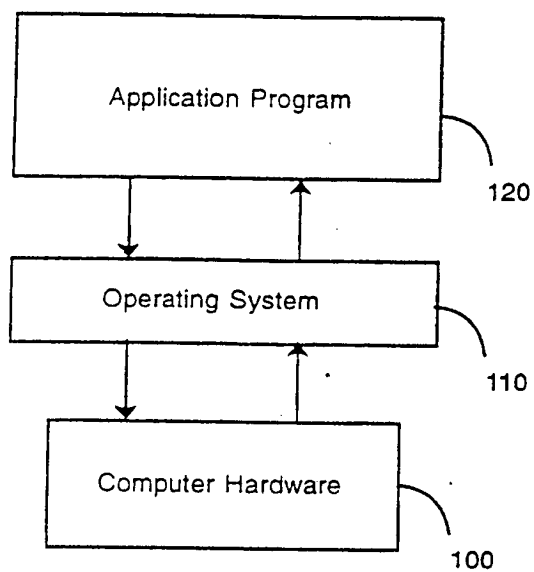 Application Program
120
Operating System
110
Computer Hardware
100